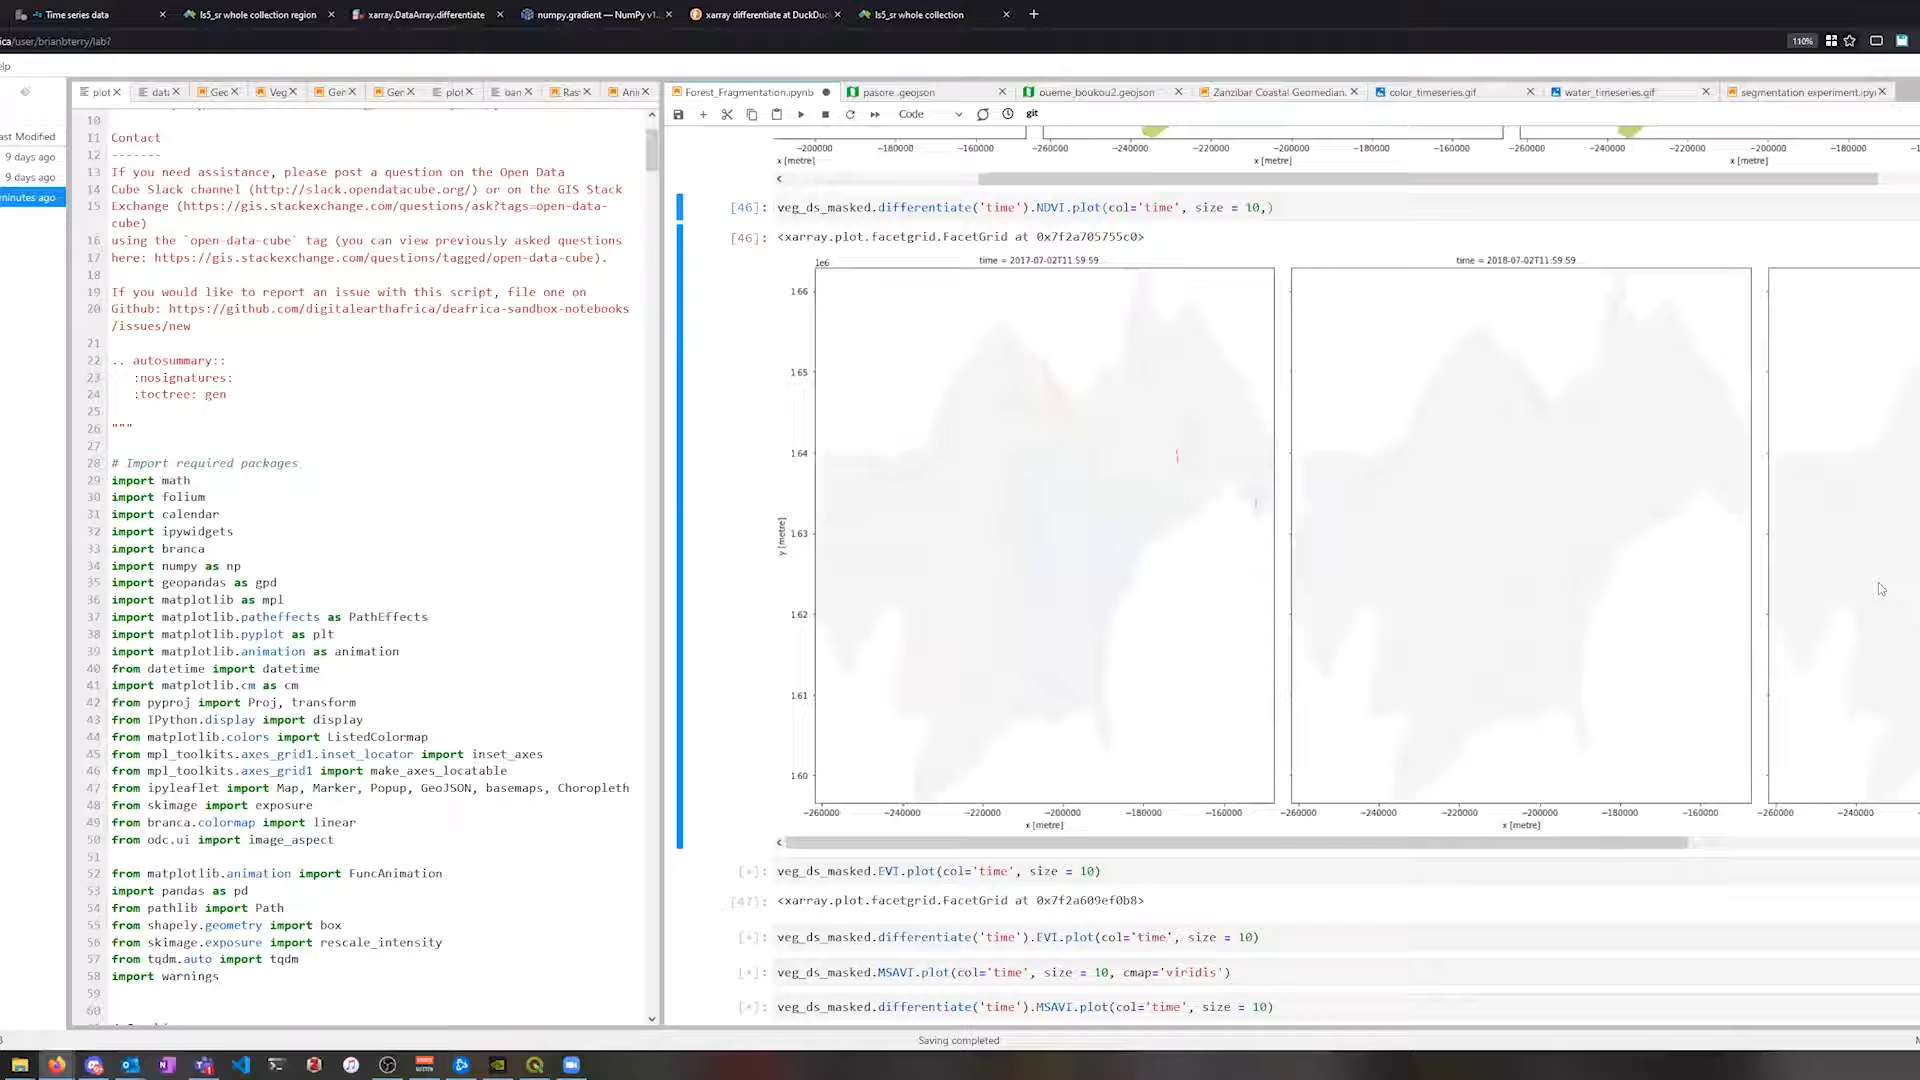 Time series data
ls5_sr whole collection region
xarray.DataArray.differentiate
numpy.gradient — NumPy v1.
xarray differentiate at DuckDu
ls5_sr whole collection
ica/user/brianbterry/lab?
110%
elp
plot
data
Geo
Veg
Ger
Ger
plot
ban
Ras
Ani
Forest_Fragmentation.ipynb
pasore .geojson
oueme_boukou2.geojson
Zanzibar Coastal Geomedian.
color_timeseries.gif
water_timeseries.gif
segmentation experiment.ipyi
Code
git
ast Modified
9 days ago
9 days ago
minutes ago
10
11 Contact
12 -------
13 If you need assistance, please post a question on the Open Data
14 Cube Slack channel (http://slack.opendatacube.org/) or on the GIS Stack
15 Exchange (https://gis.stackexchange.com/questions/ask?tags=open-data-
cube)
16 using the `open-data-cube` tag (you can view previously asked questions
17 here: https://gis.stackexchange.com/questions/tagged/open-data-cube).
18
19 If you would like to report an issue with this script, file one on
20 Github: https://github.com/digitalearthafrica/deafrica-sandbox-notebooks
/issues/new
21
22 .. autosummary::
23 :nosignatures:
24 :toctree: gen
25
26 """
27
28 # Import required packages
29 import math
30 import folium
31 import calendar
32 import ipywidgets
33 import branca
34 import numpy as np
35 import geopandas as gpd
36 import matplotlib as mpl
37 import matplotlib.patheffects as PathEffects
38 import matplotlib.pyplot as plt
39 import matplotlib.animation as animation
40 from datetime import datetime
41 import matplotlib.cm as cm
42 from pyproj import Proj, transform
43 from IPython.display import display
44 from matplotlib.colors import ListedColormap
45 from mpl_toolkits.axes_grid1.inset_locator import inset_axes
46 from mpl_toolkits.axes_grid1 import make_axes_locatable
47 from ipyleaflet import Map, Marker, Popup, GeoJSON, basemaps, Choropleth
48 from skimage import exposure
49 from branca.colormap import linear
50 from odc.ui import image_aspect
51
52 from matplotlib.animation import FuncAnimation
53 import pandas as pd
54 from pathlib import Path
55 from shapely.geometry import box
56 from skimage.exposure import rescale_intensity
57 from tqdm.auto import tqdm
58 import warnings
59
60
−200000 −180000 −160000 −260000 −240000 −220000 −200000 −180000 −160000 −260000 −240000 −220000 −200000 −180000
x [metre] x [metre] x [metre]
[46]: veg_ds_masked.differentiate('time').NDVI.plot(col='time', size = 10,)
[46]: <xarray.plot.facetgrid.FacetGrid at 0x7f2a705755c0>
1e6 time = 2017-07-02T11:59:59... time = 2018-07-02T11:59:59...
1.66
1.65
1.64
1.63
y [metre]
1.62
1.61
1.60
−260000 −240000 −220000 −200000 −180000 −160000 −260000 −240000 −220000 −200000 −180000 −160000 −260000 −240000
x [metre] x [metre]
[*]: veg_ds_masked.EVI.plot(col='time', size = 10)
[47]: <xarray.plot.facetgrid.FacetGrid at 0x7f2a609ef0b8>
[*]: veg_ds_masked.differentiate('time').EVI.plot(col='time', size = 10)
[*]: veg_ds_masked.MSAVI.plot(col='time', size = 10, cmap='viridis')
[*]: veg_ds_masked.differentiate('time').MSAVI.plot(col='time', size = 10)
Saving completed